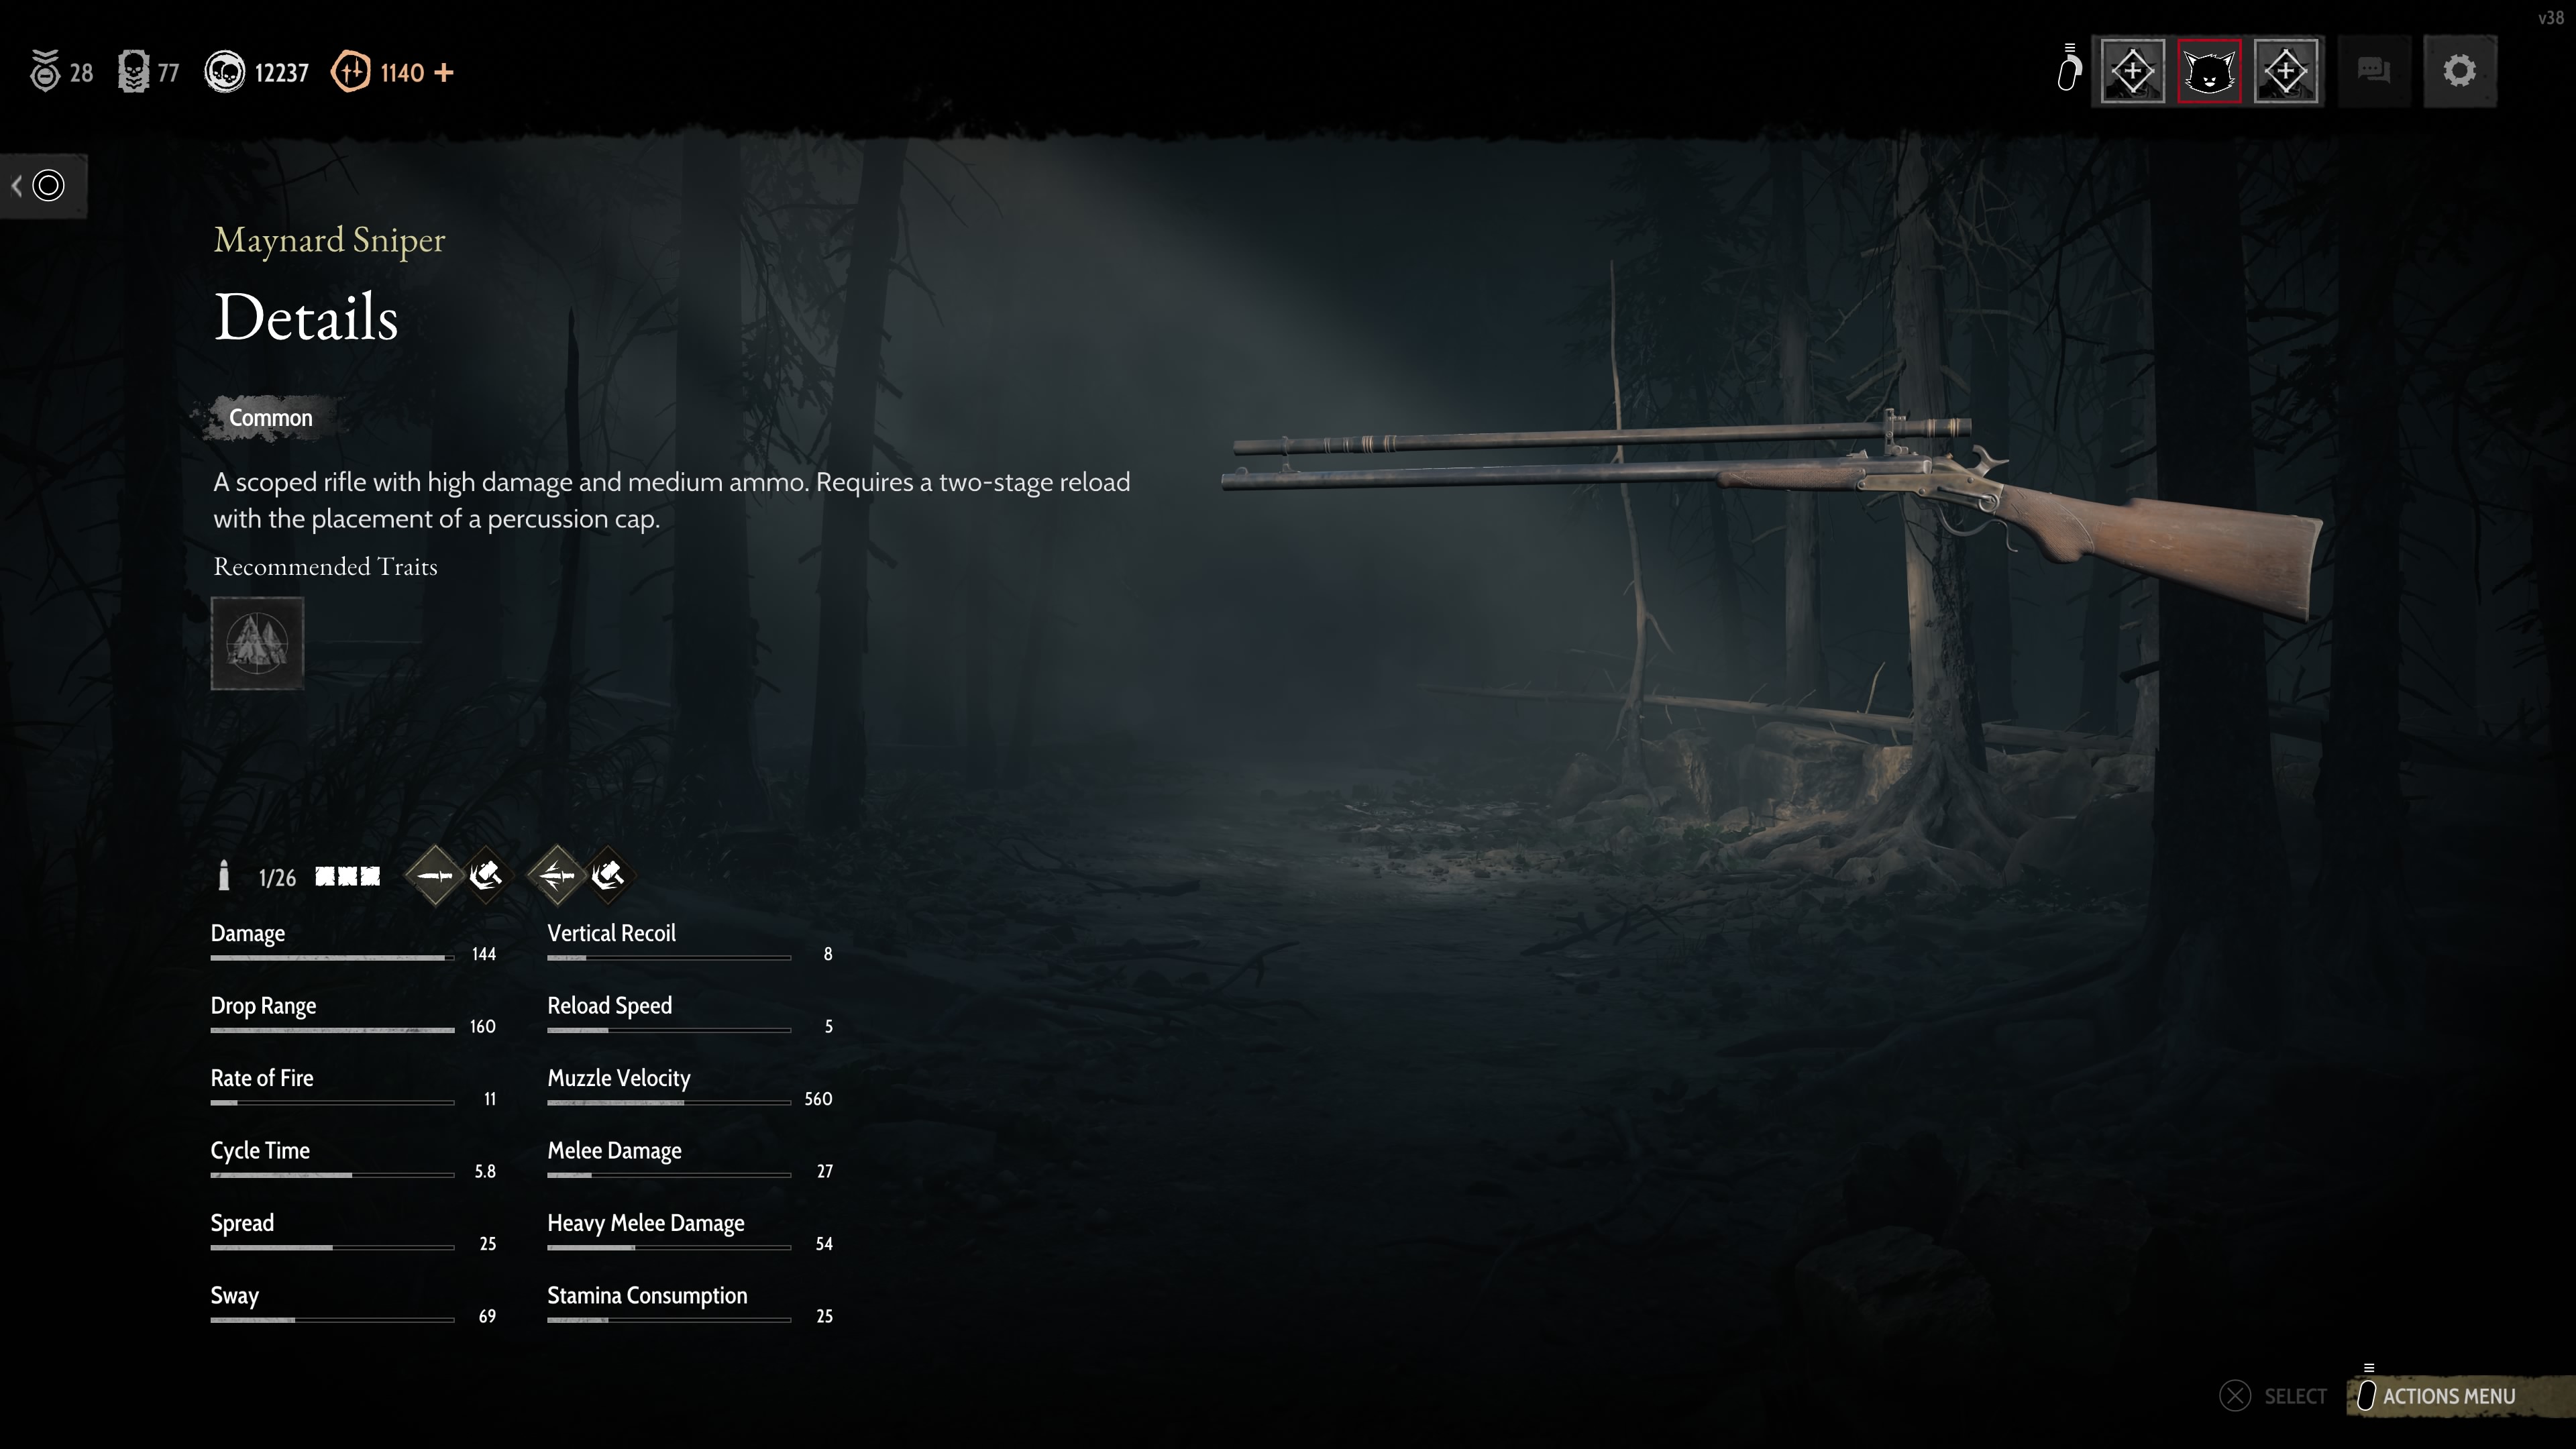 v38
28 77 12237 1140 +
Maynard Sniper
Details
Common
A scoped rifle with high damage and medium ammo. Requires a two-stage reload
with the placement of a percussion cap.
Recommended Traits
1/26
Damage 144
Vertical Recoil 8
Drop Range 160
Reload Speed 5
Rate of Fire 11
Muzzle Velocity 560
Cycle Time 5.8
Melee Damage 27
Spread 25
Heavy Melee Damage 54
Sway 69
Stamina Consumption 25
SELECT
ACTIONS MENU